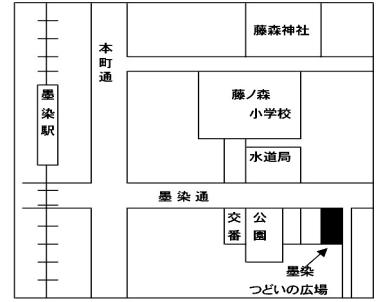 藤森神社
本町通
藤ノ森
小学校
墨染駅
水道局
墨染通
交番
公園
墨染
つどいの広場